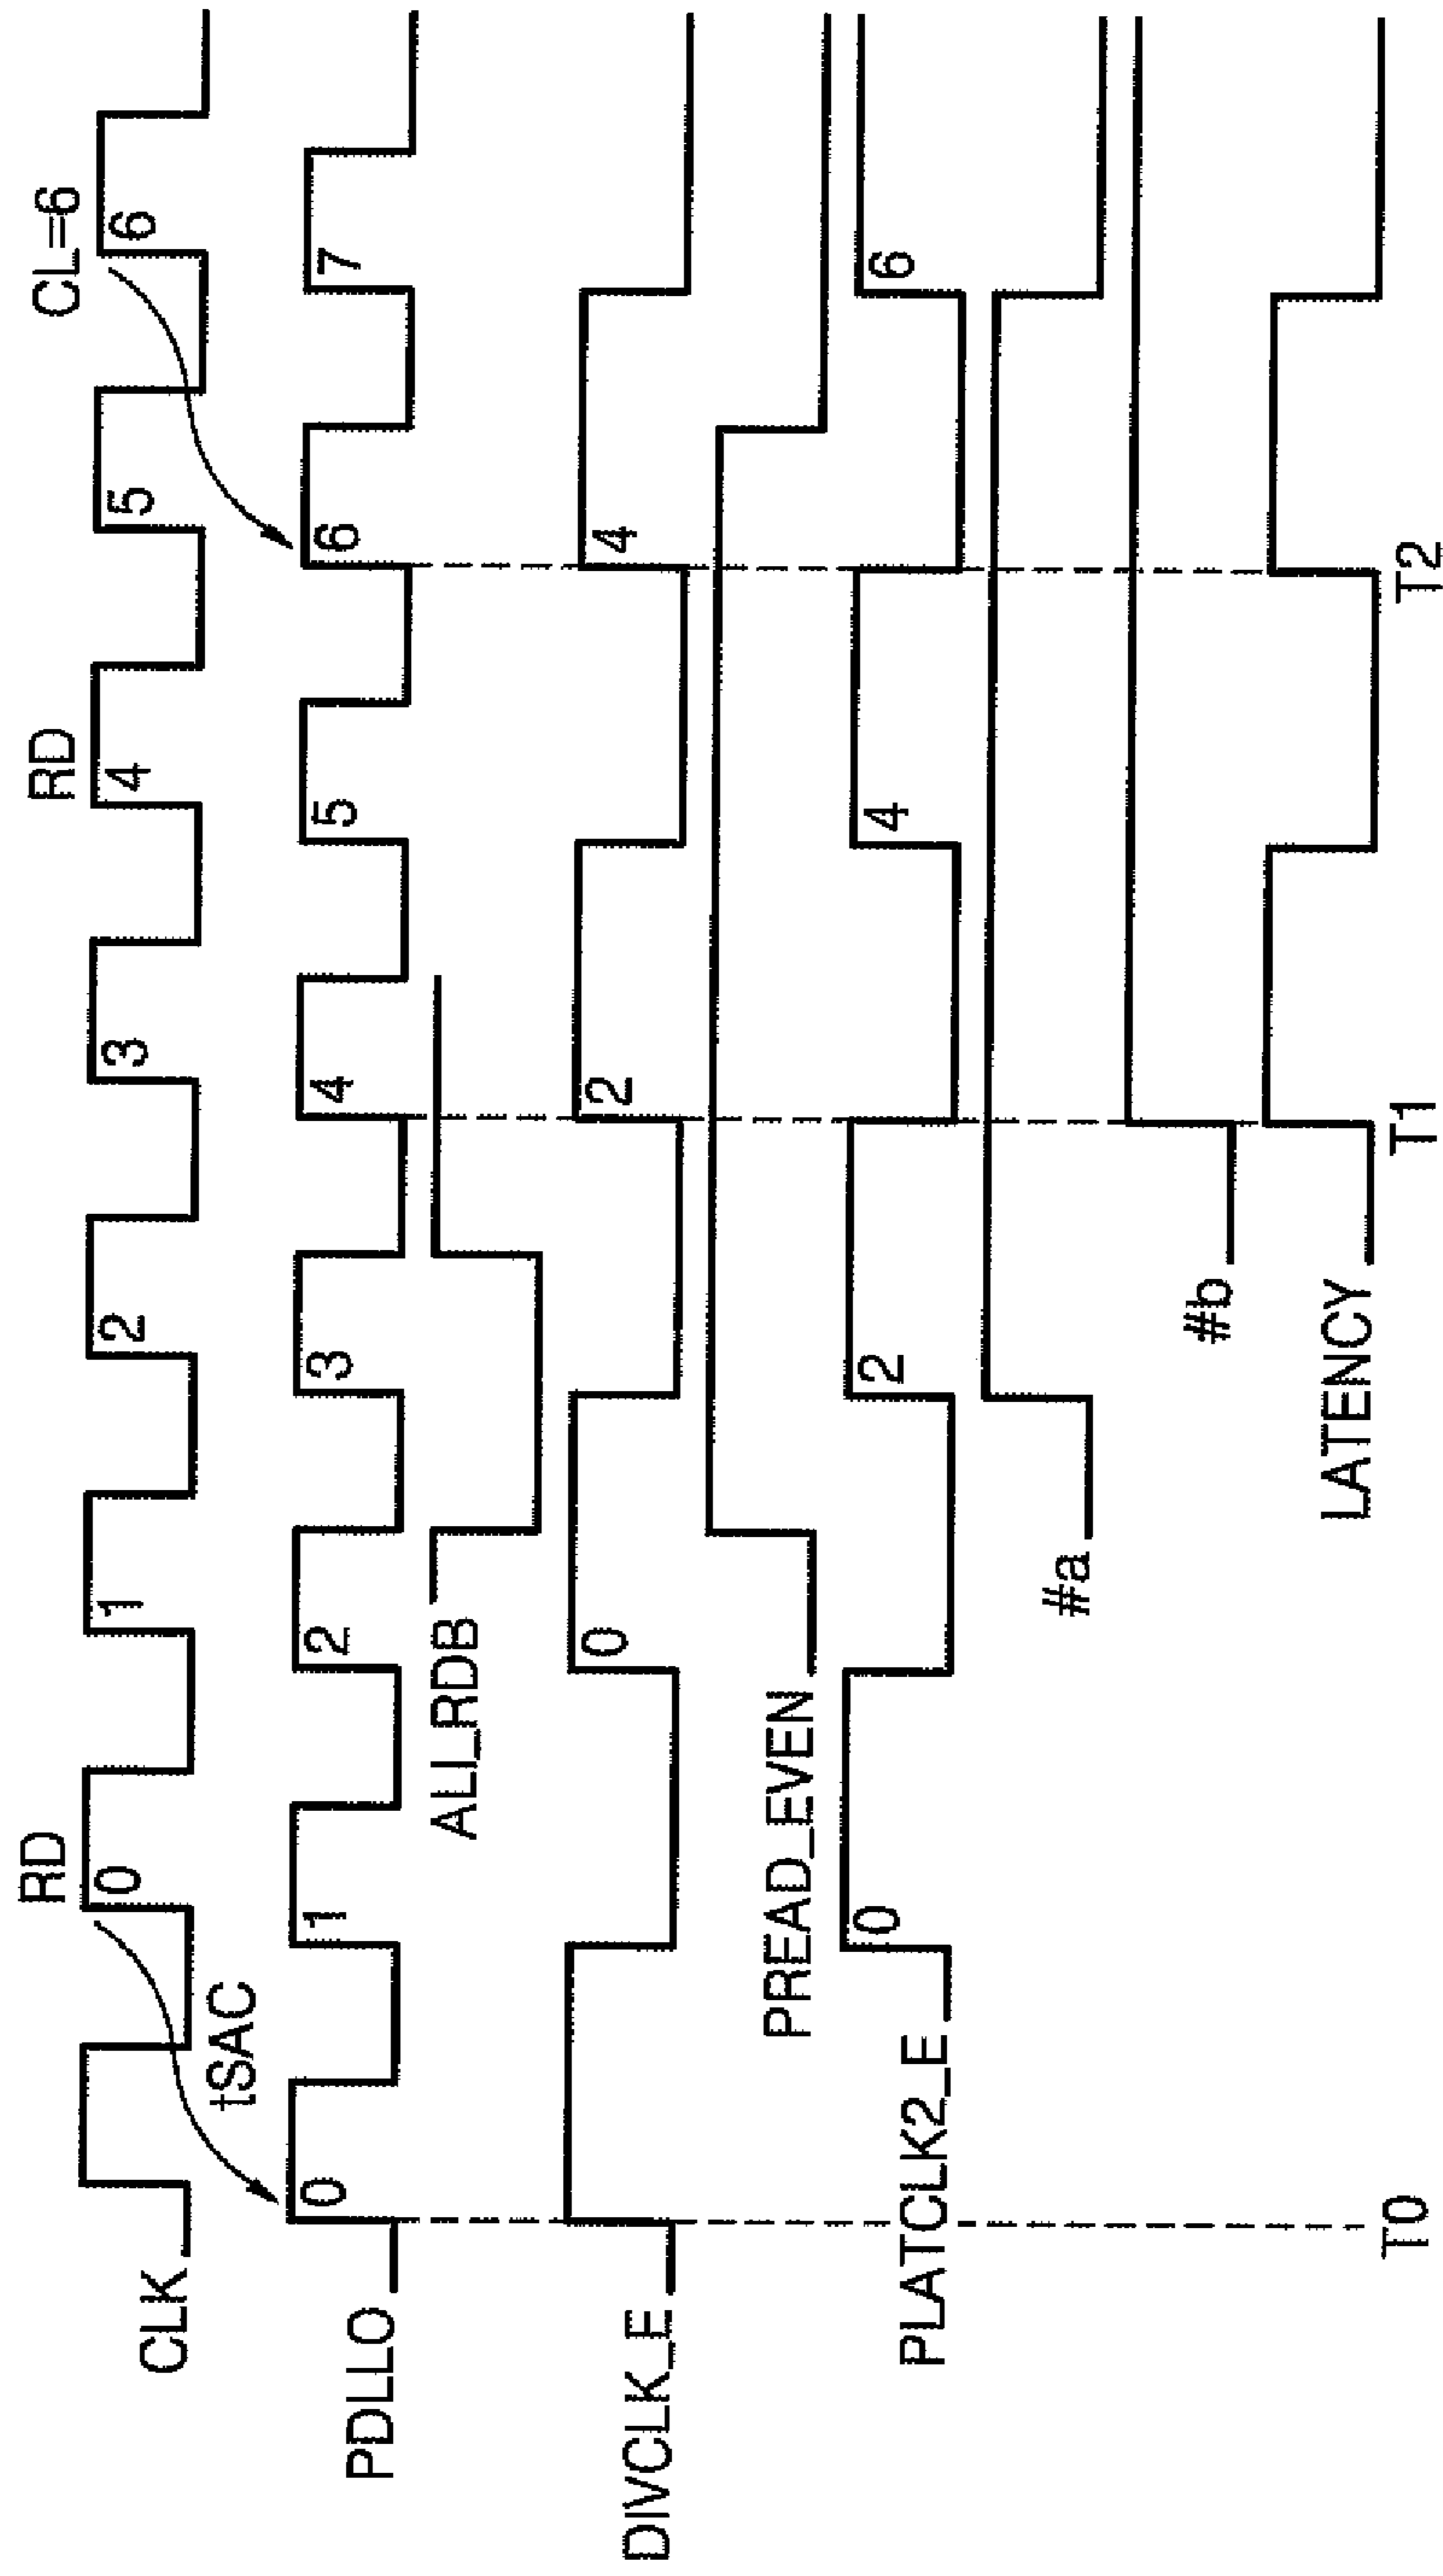 RD RD CL=6
CLK 0 1 2 3 4 5 6
tSAC
PDLLO 0 1 2 3 4 5 6 7
ALI_RDB
DIVCLK_E 0 2 4
PREAD_EVEN
PLATCLK2_E 0 2 4 6
#a
#b
LATENCY
T0 T1 T2